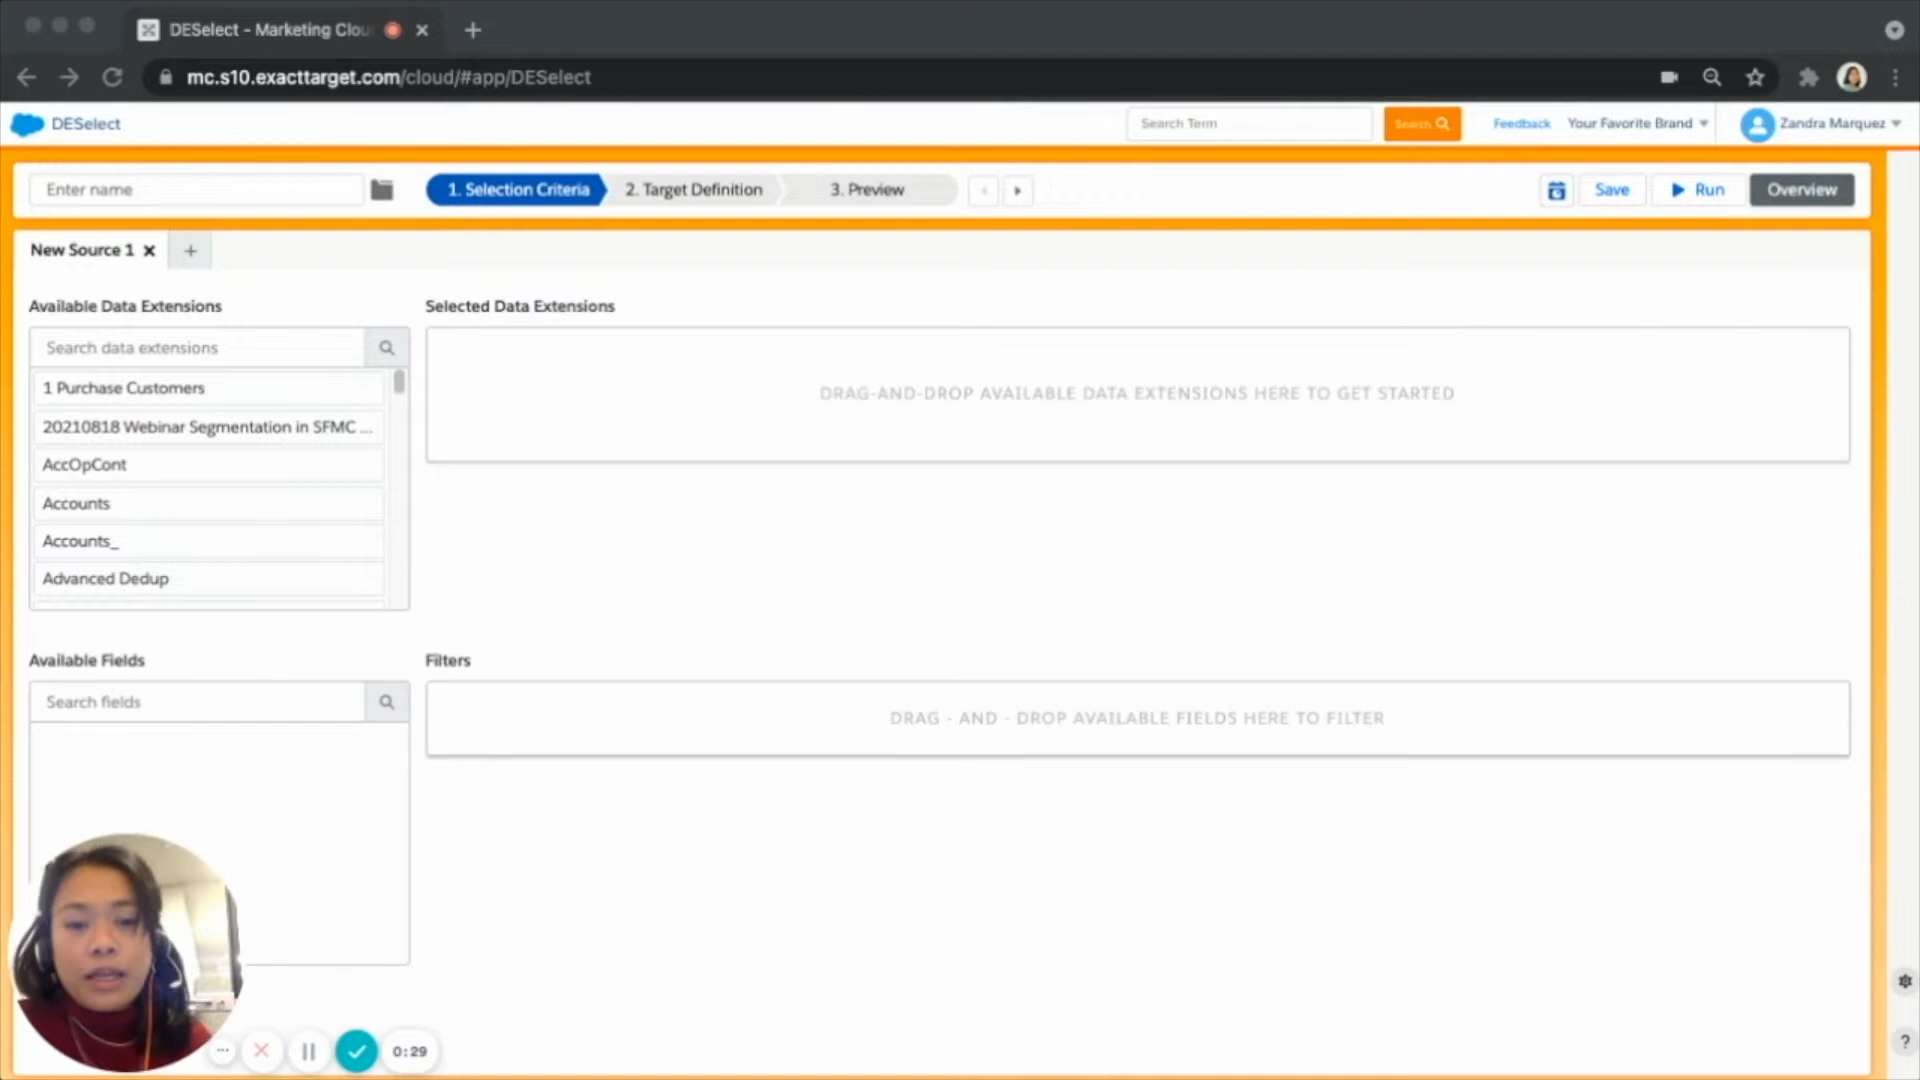 DESelect - Marketing Clou
mc.s10.exacttarget.com/cloud/#app/DESelect
DESelect
Search Term
Search
Feedback
Your Favorite Brand
Zandra Marquez
Enter name
1. Selection Criteria
2. Target Definition
3. Preview
Save
Run
Overview
New Source 1
Available Data Extensions
Selected Data Extensions
Search data extensions
DRAG-AND-DROP AVAILABLE DATA EXTENSIONS HERE TO GET STARTED
1 Purchase Customers
20210818 Webinar Segmentation in SFMC ...
AccOpCont
Accounts
Accounts_
Advanced Dedup
Available Fields
Filters
Search fields
DRAG - AND - DROP AVAILABLE FIELDS HERE TO FILTER
0:29
?